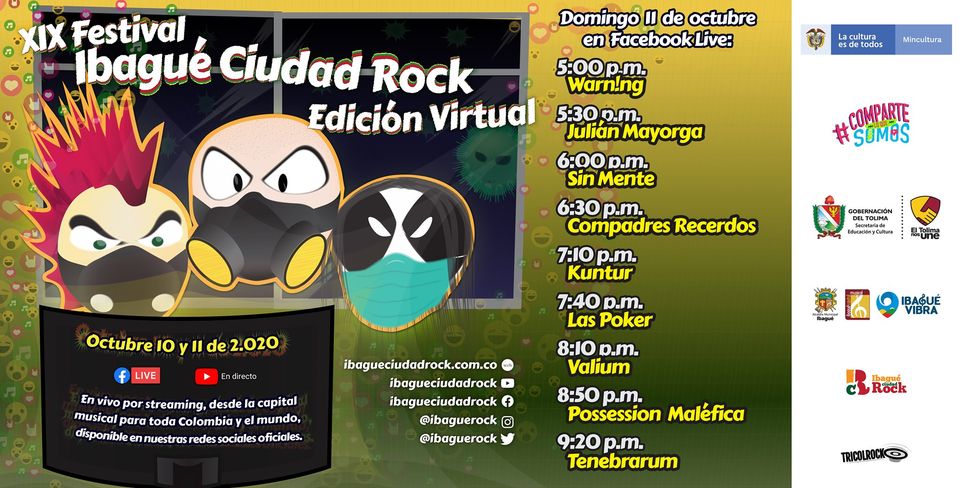 XIX Festival
Ibagué Ciudad Rock
Edición Virtual
Octubre 10 y 11 de 2.020
LIVE
En directo
En vivo por streaming, desde la capital
musical para toda Colombia y el mundo,
disponible en nuestras redes sociales oficiales.
ibagueciudadrock.com.co
ibagueciudadrock
ibagueciudadrock
@ibaguerock
@ibaguerock
Domingo 11 de octubre
en Facebook Live:
5:00 p.m.
Warn!ng
5:30 p.m.
Julián Mayorga
6:00 p.m.
Sin Mente
6:30 p.m.
Compadres Recerdos
7:10 p.m.
Kuntur
7:40 p.m.
Las Poker
8:10 p.m.
Valium
8:50 p.m.
Possession Maléfica
9:20 p.m.
Tenebrarum
La cultura
es de todos
Mincultura
#COMPARTE
LO QUE
SOMOS
GOBERNACIÓN
DEL TOLIMA
Secretaría de
Educación y Cultura
El Tolima
nos une
Alcaldía Municipal
Ibagué
IBAGUÉ
VIBRA
Ibagué
ciudad
Rock
TRICOLROCK